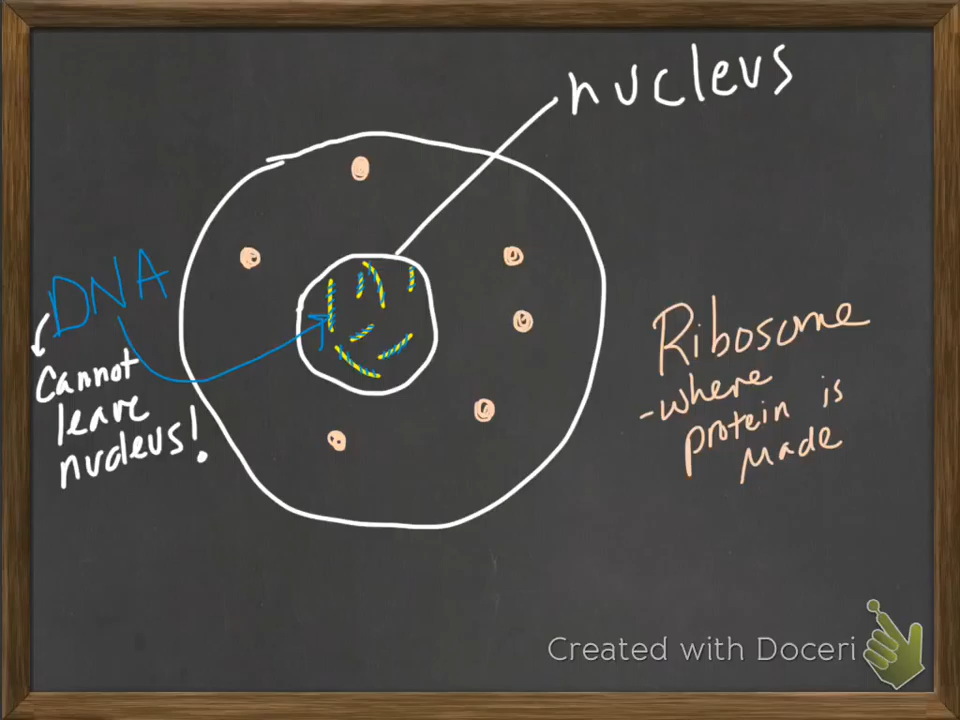 nucleus
DNA
Cannot
leave
nucleus!
Ribosome
-where
protein is
made
Created with Doceri